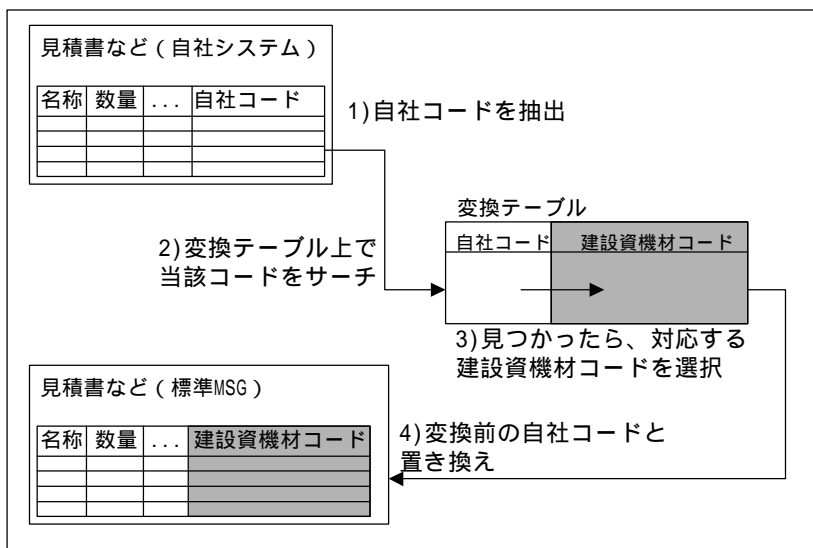 見積書など(自社システム)
名称 数量 ... 自社コード
1)自社コードを抽出
2)変換テーブル上で
当該コードをサーチ
変換テーブル
自社コード 建設資機材コード
3)見つかったら、対応する
建設資機材コードを選択
見積書など(標準MSG)
名称 数量 ... 建設資機材コード
4)変換前の自社コードと
置き換え